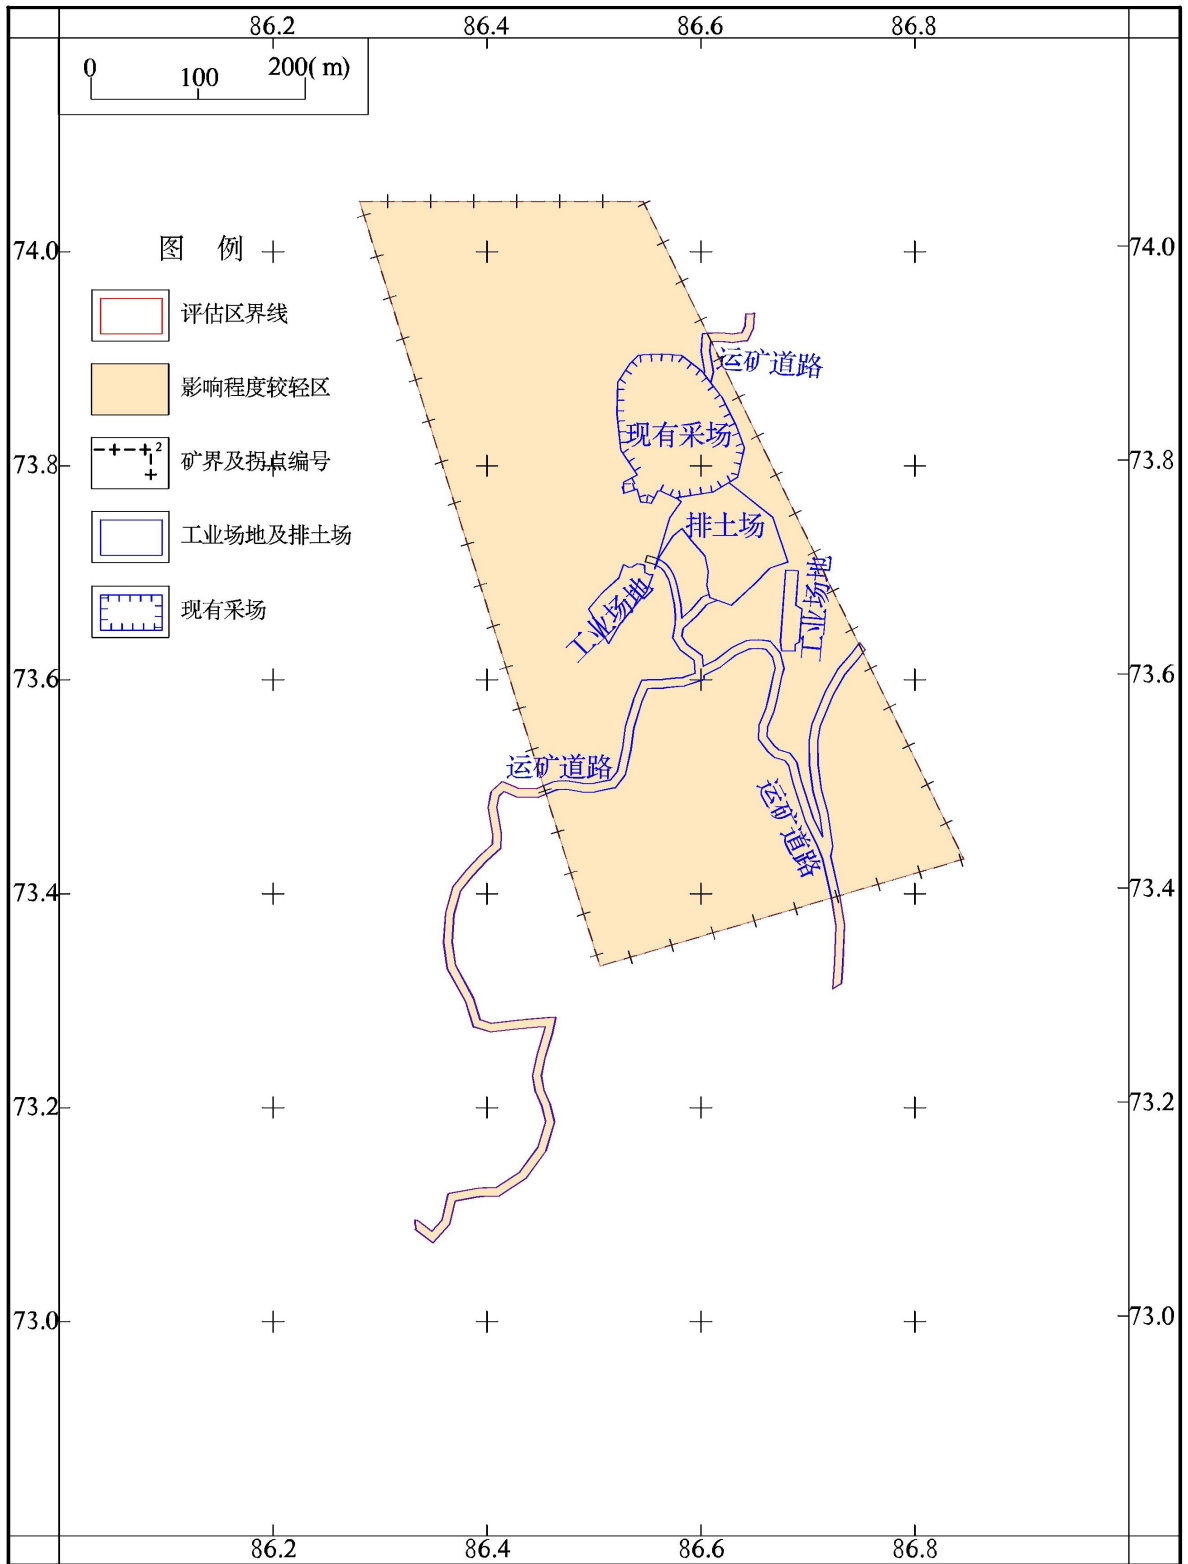 86.2 86.4 86.6 86.8
0 100 200( m)
74.0 74.0
图 例
评估区界线
影响程度较轻区
2
矿界及拐点编号
工业场地及排土场
现有采场
运矿道路
现有采场
73.8 73.8
排土场
工业场地
工业场地
73.6 73.6
运矿道路
运矿道路
73.4 73.4
73.2 73.2
73.0 73.0
86.2 86.4 86.6 86.8